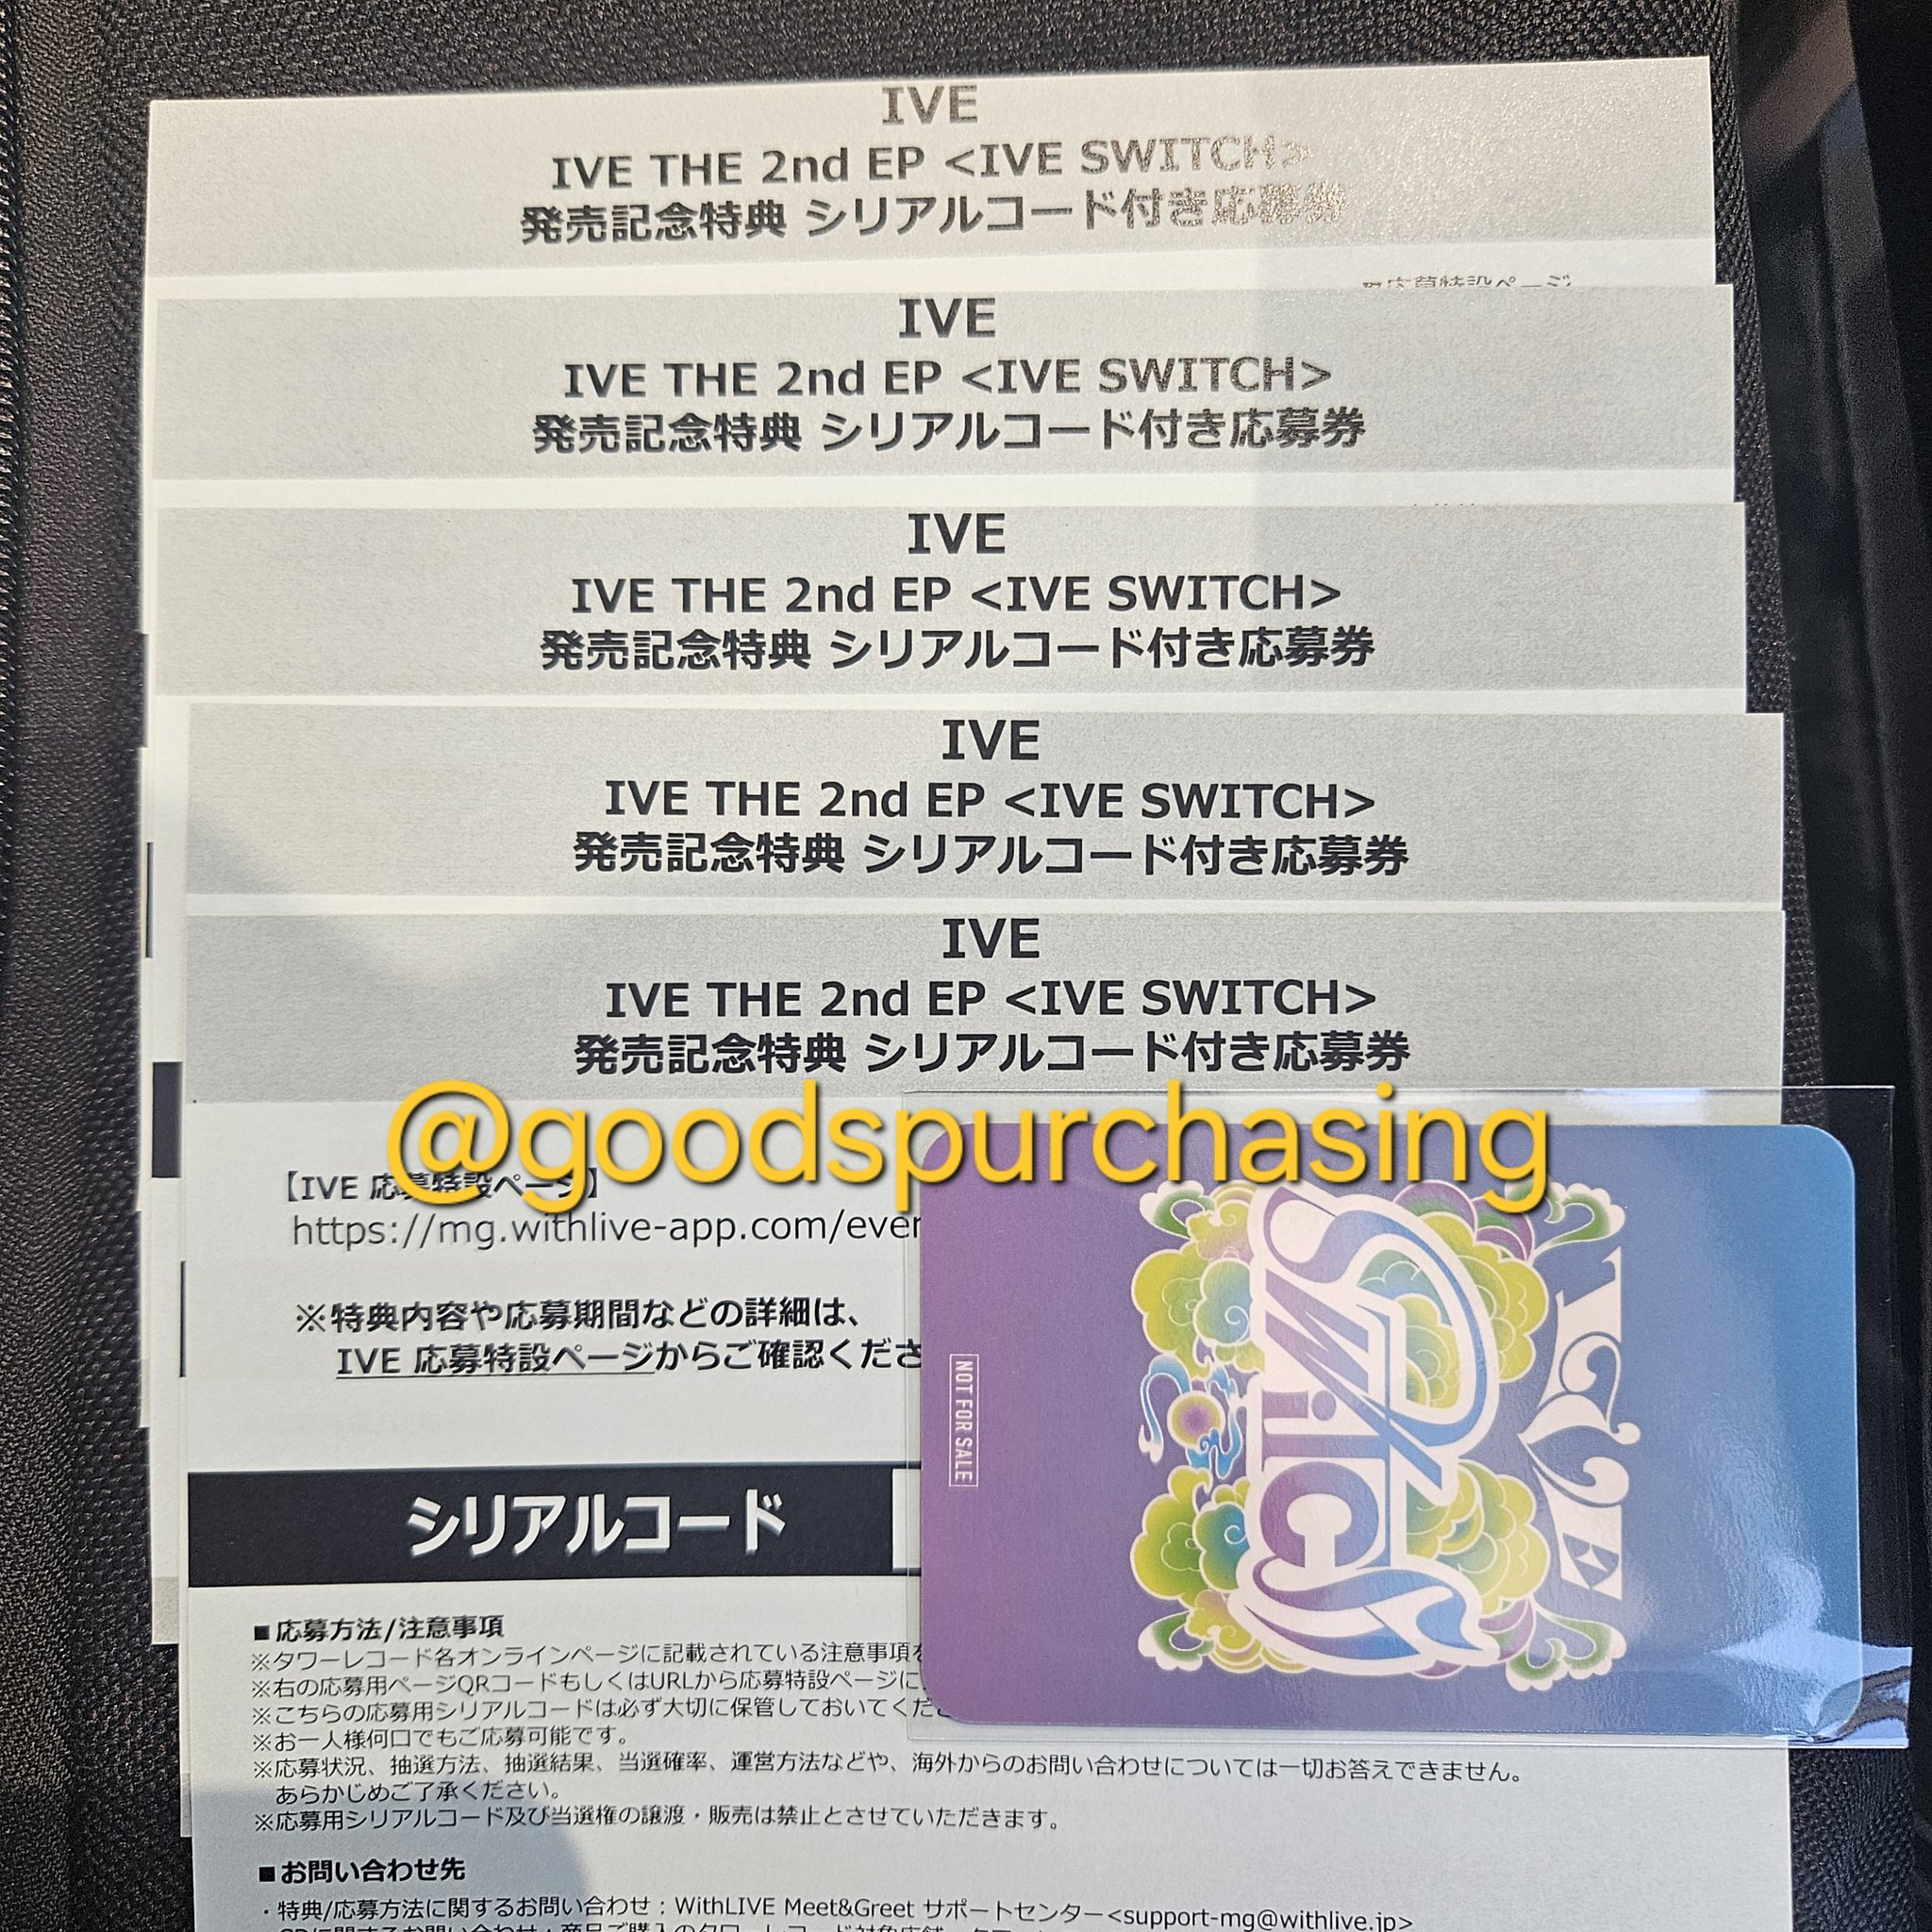 IVE
IVE THE 2nd EP <IVE SWITCH>
発売記念特典 シリアルコード付き応募券
応募特設ページ
IVE
IVE THE 2nd EP <IVE SWITCH>
発売記念特典 シリアルコード付き応募券
IVE
IVE THE 2nd EP <IVE SWITCH>
発売記念特典 シリアルコード付き応募券
IVE
IVE THE 2nd EP <IVE SWITCH>
発売記念特典 シリアルコード付き応募券
IVE
IVE THE 2nd EP <IVE SWITCH>
発売記念特典 シリアルコード付き応募券
@goodspurchasing
【IVE 応募特設ページ】
https://mg.withlive-app.com/even
※特典内容や応募期間などの詳細は、
IVE 応募特設ページからご確認くださ
シリアルコード
IVE
SWITCH
NOT FOR SALE
■応募方法/注意事項
※タワーレコード各オンラインページに記載されている注意事項を
※右の応募用ページQRコードもしくはURLから応募特設ページに
※こちらの応募用シリアルコードは必ず大切に保管しておいてくださ
※お一人様何口でもご応募可能です。
※応募状況、抽選方法、抽選結果、当選確率、運営方法などや、海外からのお問い合わせについては一切お答えできません。
あらかじめご了承ください。
※応募用シリアルコード及び当選権の譲渡・販売は禁止とさせていただきます。
■お問い合わせ先
・特典/応募方法に関するお問い合わせ：WithLIVE Meet&Greet サポートセンター<support-mg@withlive.jp>